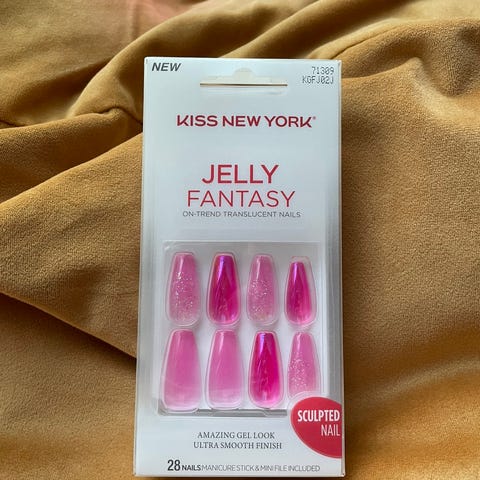 NEW
71309
KGFJ02J
KISS NEW YORK®
JELLY
FANTASY
ON-TREND TRANSLUCENT NAILS
SCULPTED
NAIL
AMAZING GEL LOOK
ULTRA SMOOTH FINISH
28 NAILS MANICURE STICK & MINI FILE INCLUDED